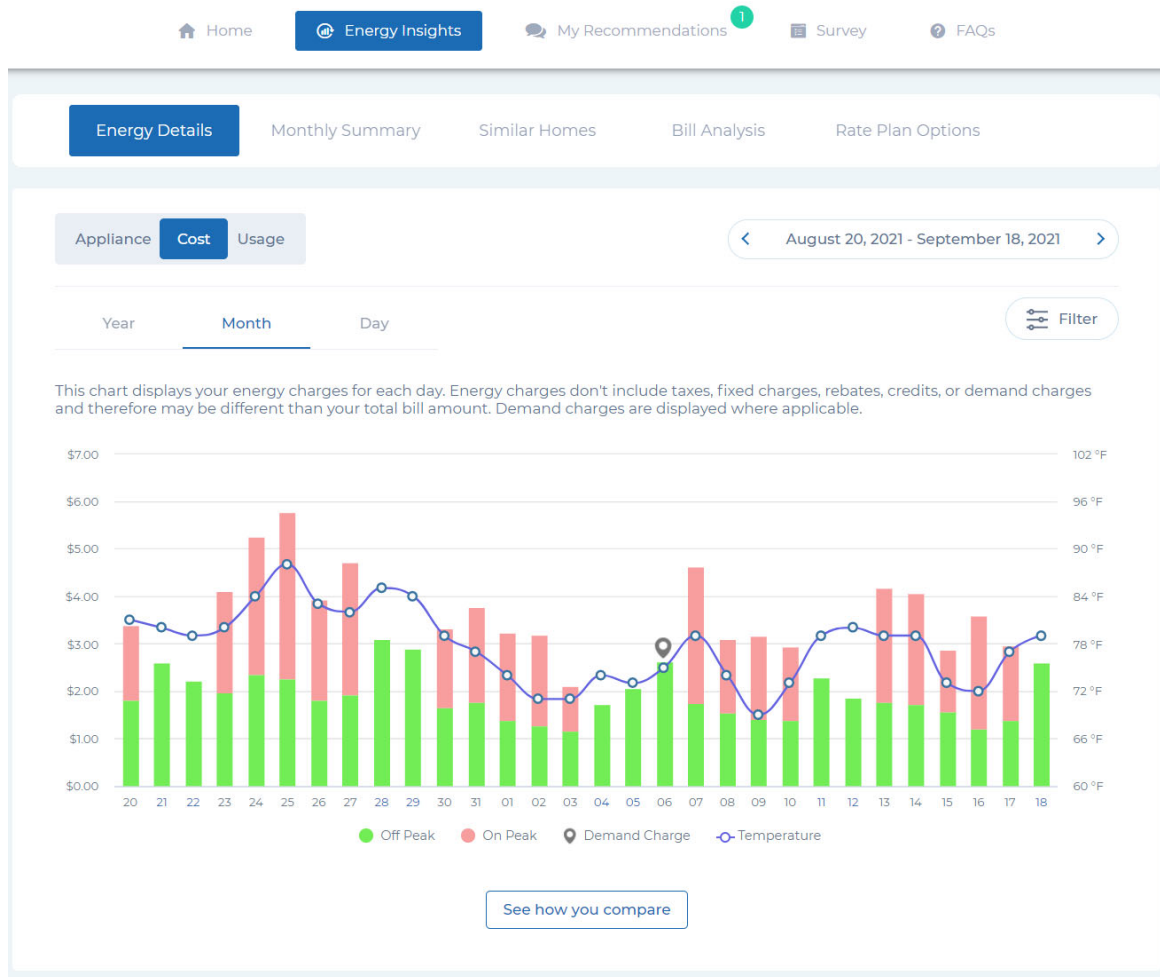 Home Energy Insights My Recommendations 1 Survey FAQs
Energy Details Monthly Summary Similar Homes Bill Analysis Rate Plan Options
Appliance Cost Usage August 20, 2021 - September 18, 2021
Year Month Day Filter
This chart displays your energy charges for each day. Energy charges don't include taxes, fixed charges, rebates, credits, or demand charges
and therefore may be different than your total bill amount. Demand charges are displayed where applicable.
$7.00 102 °F
$6.00 96 °F
$5.00 90 °F
$4.00 84 °F
$3.00 78 °F
$2.00 72 °F
$1.00 66 °F
$0.00 60 °F
20 21 22 23 24 25 26 27 28 29 30 31 01 02 03 04 05 06 07 08 09 10 11 12 13 14 15 16 17 18
Off Peak On Peak Demand Charge Temperature
See how you compare